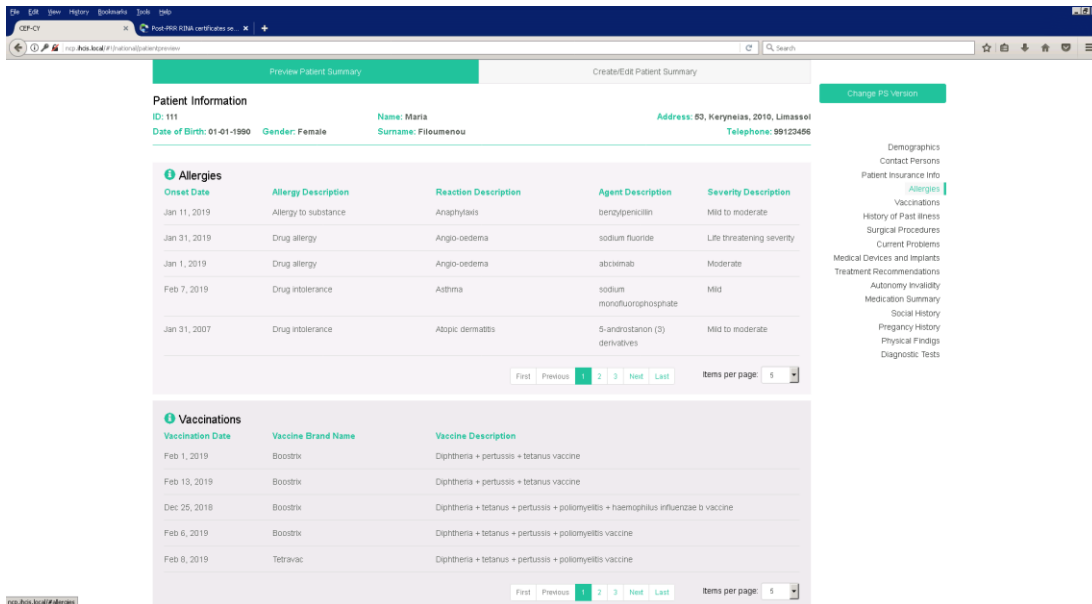 File Edit View History Bookmarks Tools Help
CEP-CY × Post-PRR RINA certificates se... × +
ncp.ihcis.local/#!/national/patientpreview Search
Preview Patient Summary Create/Edit Patient Summary
Change PS Version
Patient Information
ID: 111 Name: Maria Address: 53, Keryneias, 2010, Limassol
Date of Birth: 01-01-1990 Gender: Female Surname: Filoumenou Telephone: 99123456
Demographics
Contact Persons
Patient Insurance Info
Allergies
Vaccinations
History of Past illness
Surgical Procedures
Current Problems
Medical Devices and Implants
Treatment Recommendations
Autonomy Invalidity
Medication Summary
Social History
Pregancy History
Physical Findigs
Diagnostic Tests
Allergies
Onset Date Allergy Description Reaction Description Agent Description Severity Description
Jan 11, 2019 Allergy to substance Anaphylaxis benzylpenicillin Mild to moderate
Jan 31, 2019 Drug allergy Angio-oedema sodium fluoride Life threatening severity
Jan 1, 2019 Drug allergy Angio-oedema abciximab Moderate
Feb 7, 2019 Drug intolerance Asthma sodium monofluorophosphate Mild
Jan 31, 2007 Drug intolerance Atopic dermatitis 5-androstanon (3) derivatives Mild to moderate
First Previous 1 2 3 Next Last Items per page: 5
Vaccinations
Vaccination Date Vaccine Brand Name Vaccine Description
Feb 1, 2019 Boostrix Diphtheria + pertussis + tetanus vaccine
Feb 13, 2019 Boostrix Diphtheria + pertussis + tetanus vaccine
Dec 25, 2018 Boostrix Diphtheria + tetanus + pertussis + poliomyelitis + haemophilus influenzae b vaccine
Feb 6, 2019 Boostrix Diphtheria + tetanus + pertussis + poliomyelitis vaccine
Feb 8, 2019 Tetravac Diphtheria + tetanus + pertussis + poliomyelitis vaccine
First Previous 1 2 3 Next Last Items per page: 5